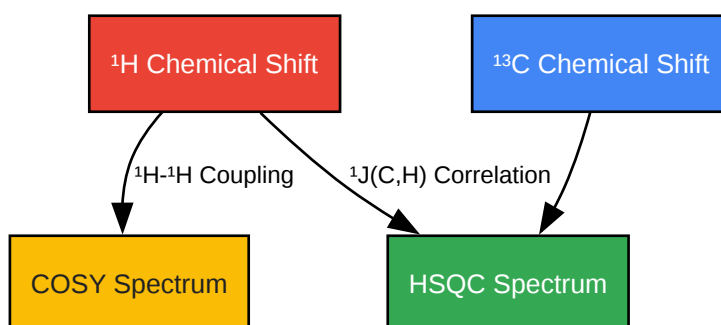 ¹H Chemical Shift
¹³C Chemical Shift
¹H-¹H Coupling
¹J(C,H) Correlation
COSY Spectrum
HSQC Spectrum